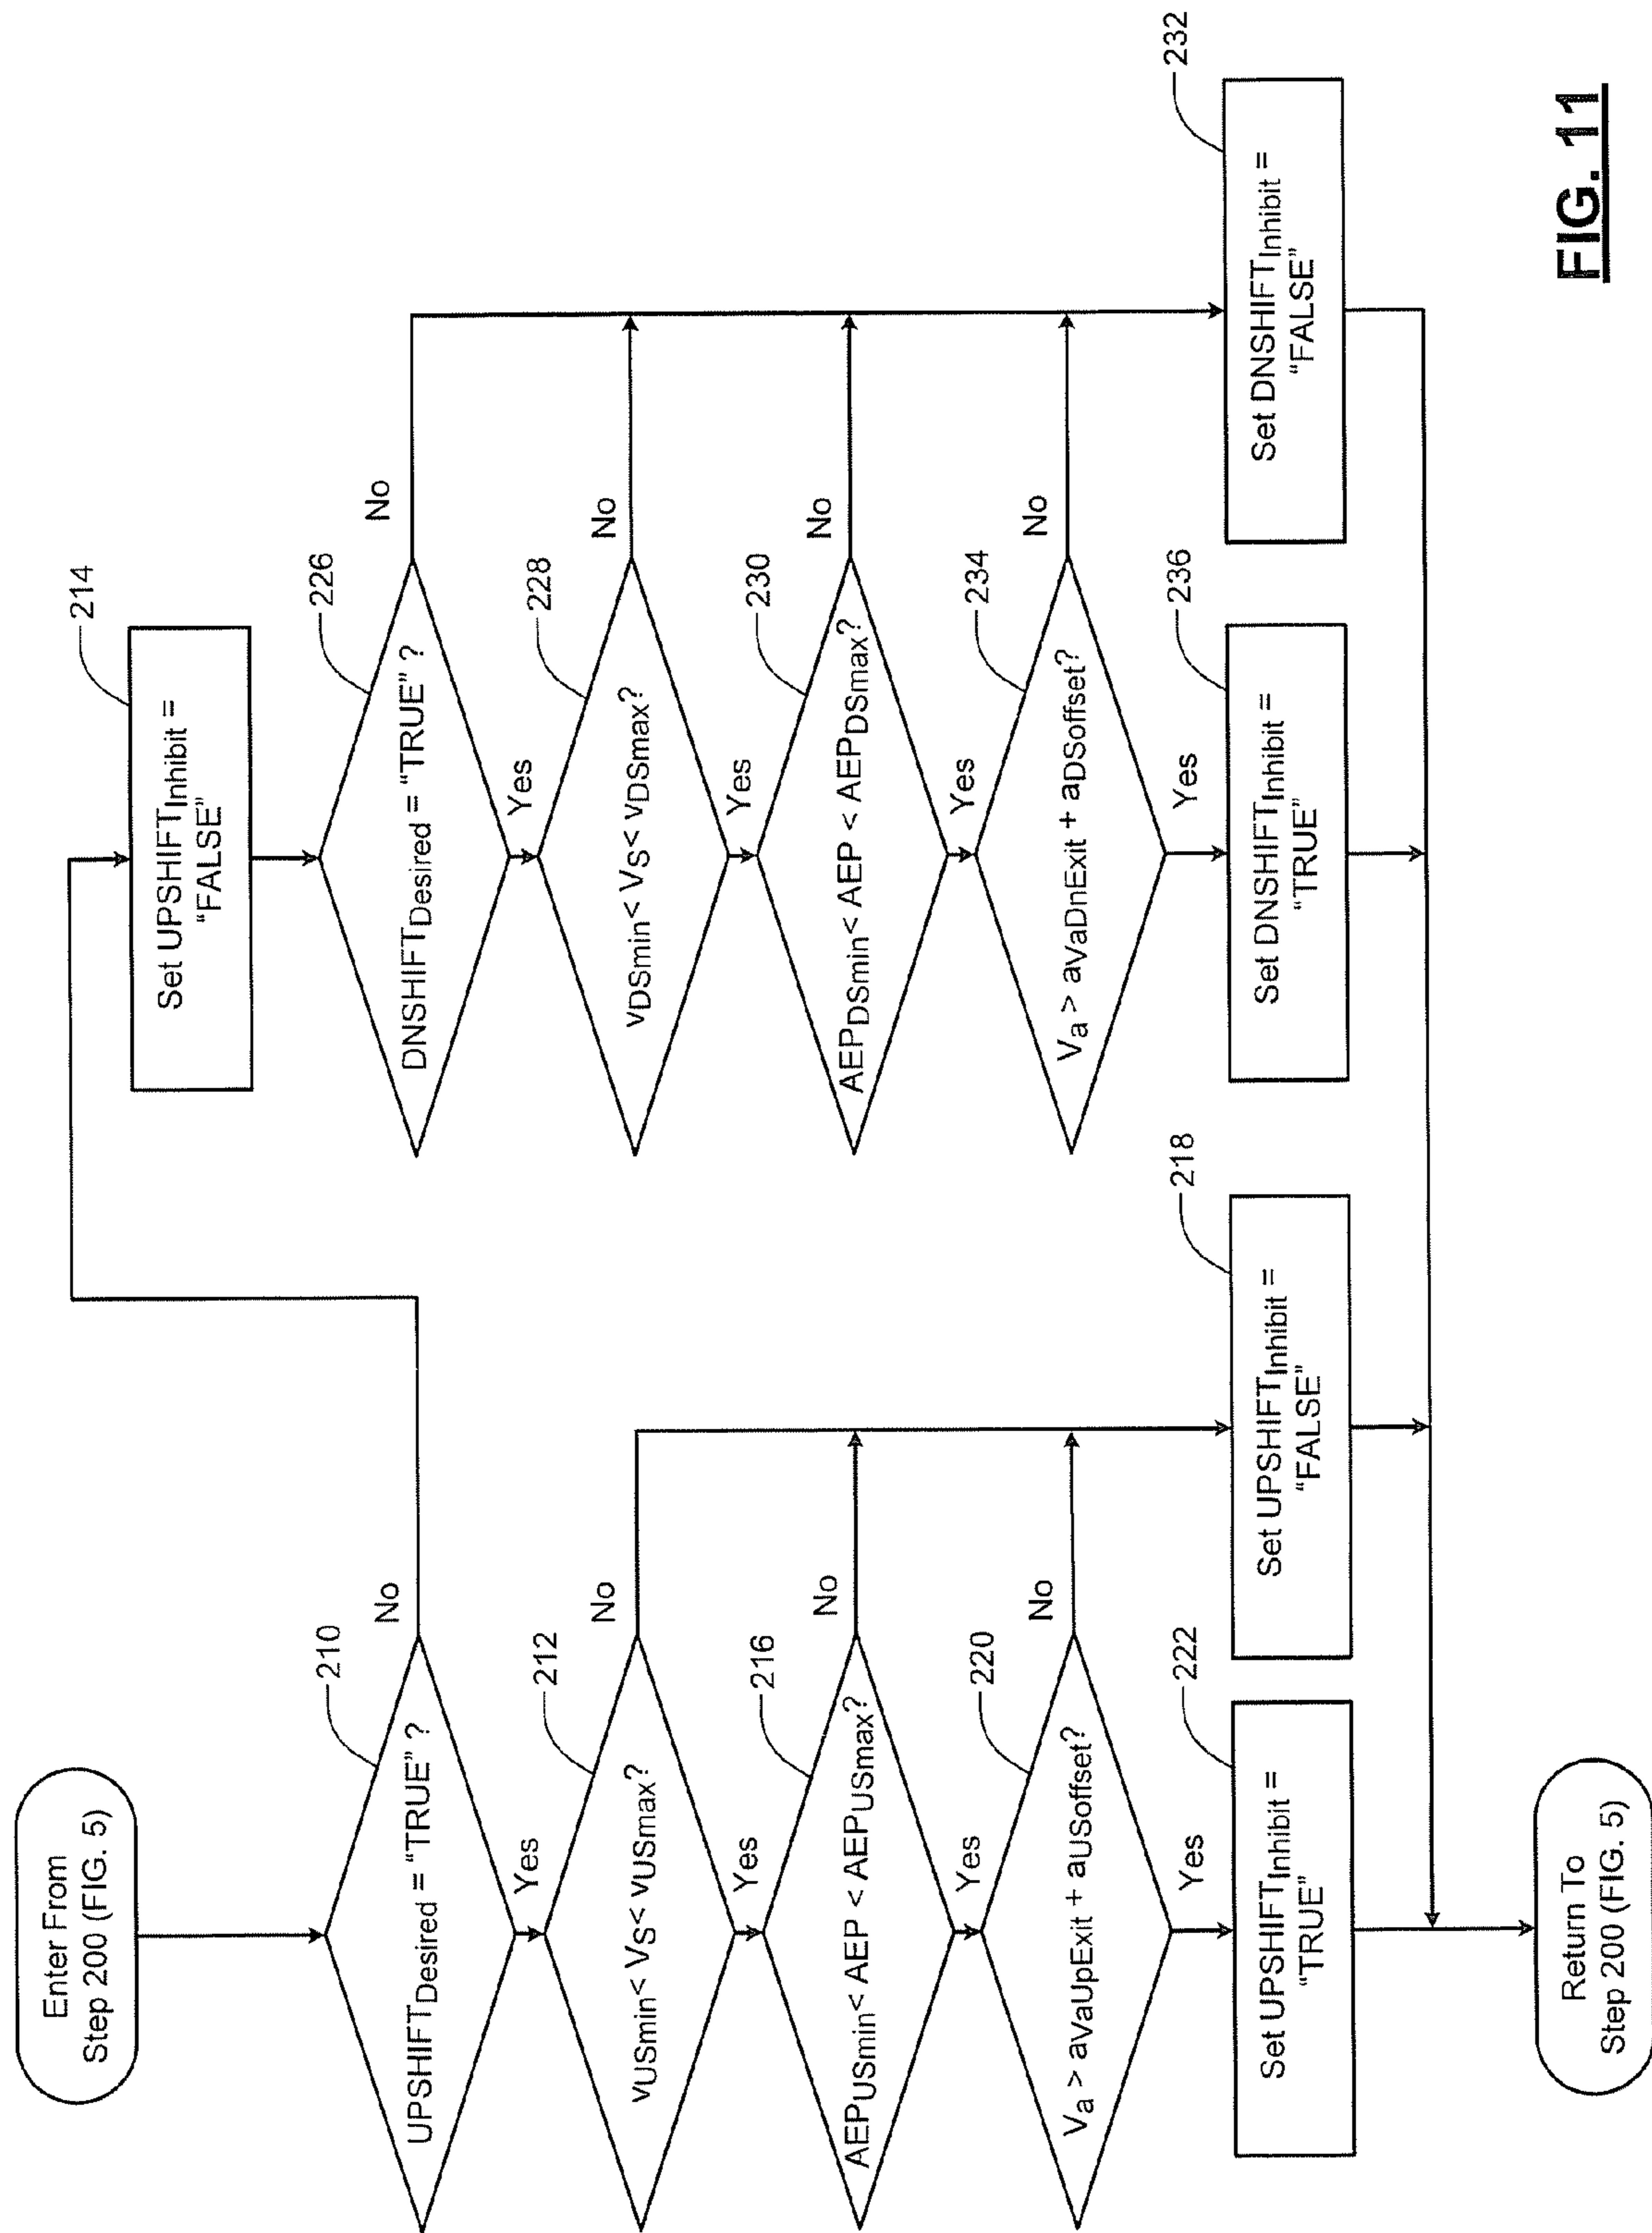 Enter From
Step 200 (FIG. 5)
210
UPSHIFTDesired = "TRUE" ?
No
Yes
212
vUSmin< VS< vUSmax?
No
Yes
216
AEPUSmin< AEP < AEPUSmax?
No
Yes
220
Va > aVaUpExit + aUSoffset?
No
Yes
222
Set UPSHIFTInhibit =
"TRUE"
218
Set UPSHIFTInhibit =
"FALSE"
Return To
Step 200 (FIG. 5)
214
Set UPSHIFTInhibit =
"FALSE"
226
DNSHIFTDesired = "TRUE" ?
No
Yes
228
vDSmin< VS< vDSmax?
No
Yes
230
AEPDSmin< AEP < AEPDSmax?
No
Yes
234
Va > aVaDnExit + aDSoffset?
No
Yes
236
Set DNSHIFTInhibit =
"TRUE"
232
Set DNSHIFTInhibit =
"FALSE"
FIG. 11